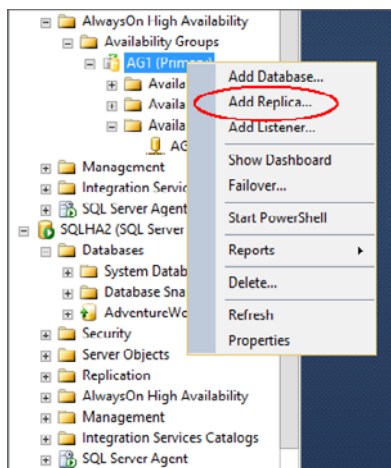 AlwaysOn High Availability
Availability Groups
AG1 (Primary)
Availa
Availa
Availa
AG
Add Database...
Add Replica...
Add Listener...
Show Dashboard
Failover...
Start PowerShell
Reports
Delete...
Refresh
Properties
Management
Integration Servic
SQL Server Agent
SQLHA2 (SQL Server
Databases
System Datab
Database Sna
AdventureWo
Security
Server Objects
Replication
AlwaysOn High Availability
Management
Integration Services Catalogs
SQL Server Agent